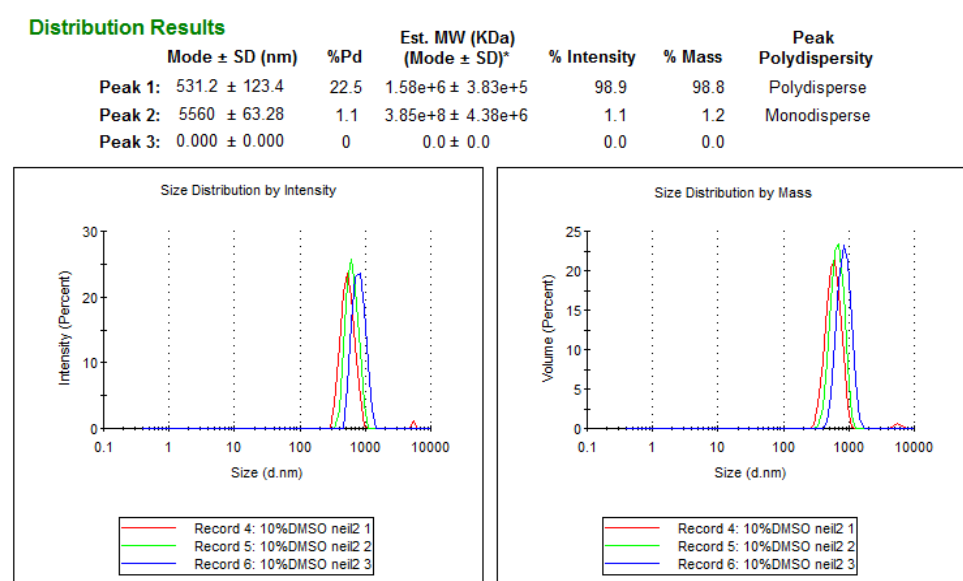 Distribution Results
Mode ± SD (nm) %Pd Est. MW (KDa) (Mode ± SD)* % Intensity % Mass Peak Polydispersity
Peak 1: 531.2 ± 123.4 22.5 1.58e+6 ± 3.83e+5 98.9 98.8 Polydisperse
Peak 2: 5560 ± 63.28 1.1 3.85e+8 ± 4.38e+6 1.1 1.2 Monodisperse
Peak 3: 0.000 ± 0.000 0 0.0 ± 0.0 0.0 0.0
Size Distribution by Intensity
Intensity (Percent)
30
20
10
0
0.1 1 10 100 1000 10000
Size (d.nm)
Record 4: 10%DMSO neil2 1
Record 5: 10%DMSO neil2 2
Record 6: 10%DMSO neil2 3
Size Distribution by Mass
Volume (Percent)
25
20
15
10
5
0
0.1 1 10 100 1000 10000
Size (d.nm)
Record 4: 10%DMSO neil2 1
Record 5: 10%DMSO neil2 2
Record 6: 10%DMSO neil2 3